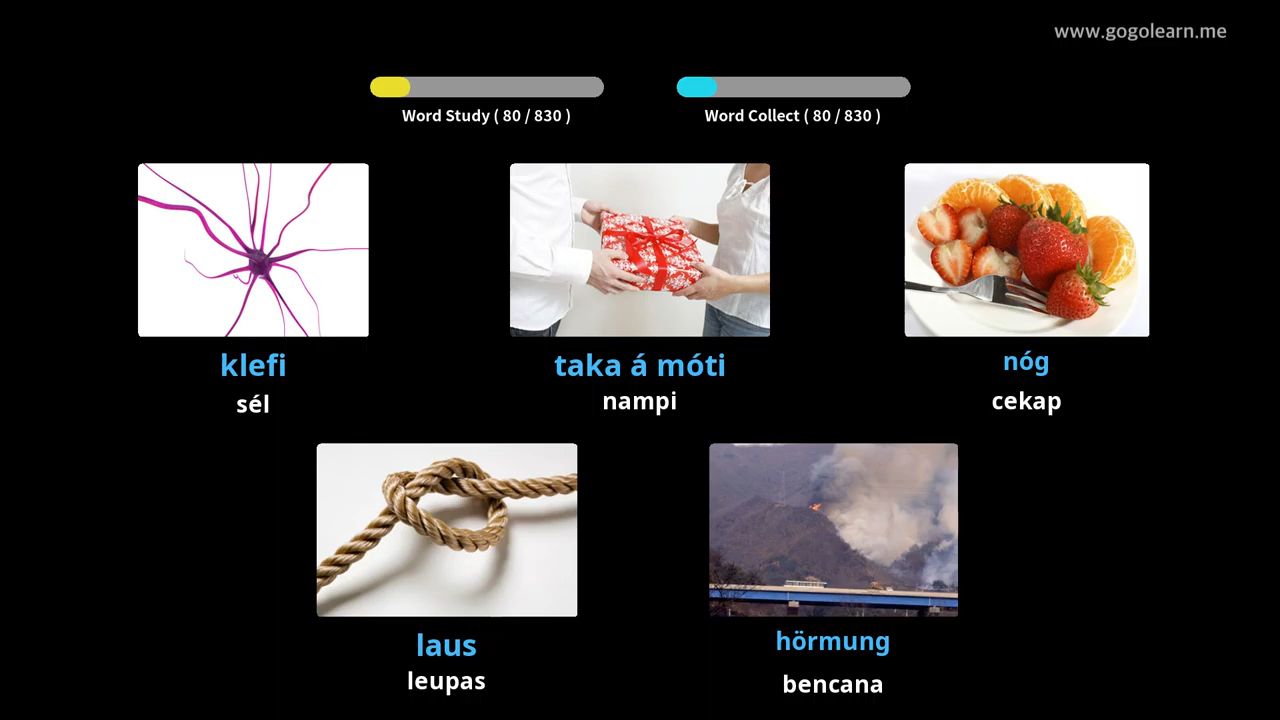 www.gogolearn.me
Word Study ( 80 / 830 )
Word Collect ( 80 / 830 )
klefi
sél
taka á móti
nampi
nóg
cekap
laus
leupas
hörmung
bencana